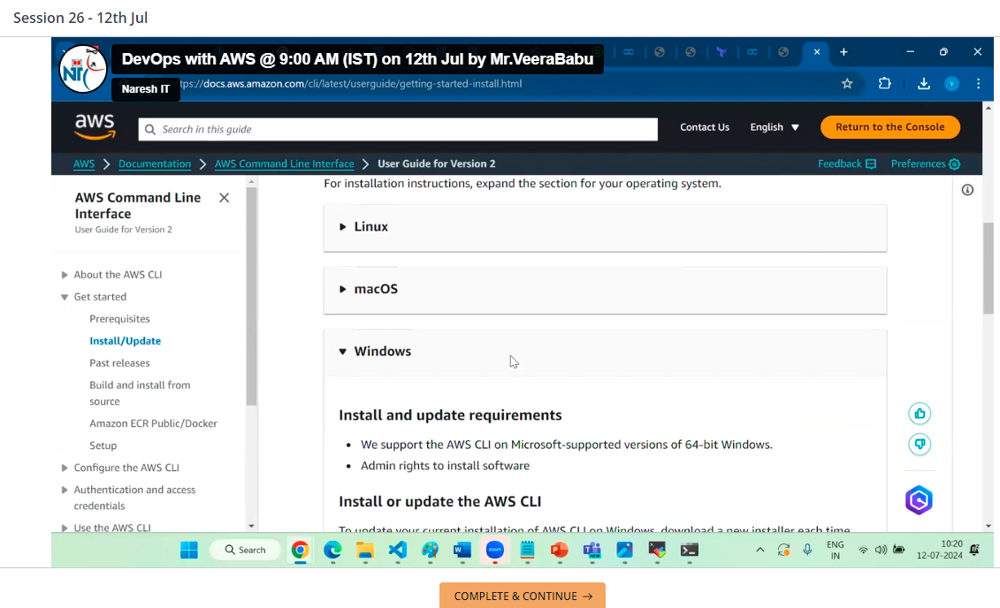 Session 26 - 12th Jul
DevOps with AWS @ 9:00 AM (IST) on 12th Jul by Mr.VeeraBabu
Naresh IT
tps://docs.aws.amazon.com/cli/latest/userguide/getting-started-install.html
aws
Search in this guide
Contact Us
English
Return to the Console
AWS
Documentation
AWS Command Line Interface
User Guide for Version 2
Feedback
Preferences
AWS Command Line
Interface
User Guide for Version 2
About the AWS CLI
Get started
Prerequisites
Install/Update
Past releases
Build and install from
source
Amazon ECR Public/Docker
Setup
Configure the AWS CLI
Authentication and access
credentials
Use the AWS CLI
For installation instructions, expand the section for your operating system.
Linux
macOS
Windows
Install and update requirements
• We support the AWS CLI on Microsoft-supported versions of 64-bit Windows.
• Admin rights to install software
Install or update the AWS CLI
To update your current installation of AWS CLI on Windows, download a new installer each time
Search
zoom
ENG
IN
10:20
12-07-2024
COMPLETE & CONTINUE →